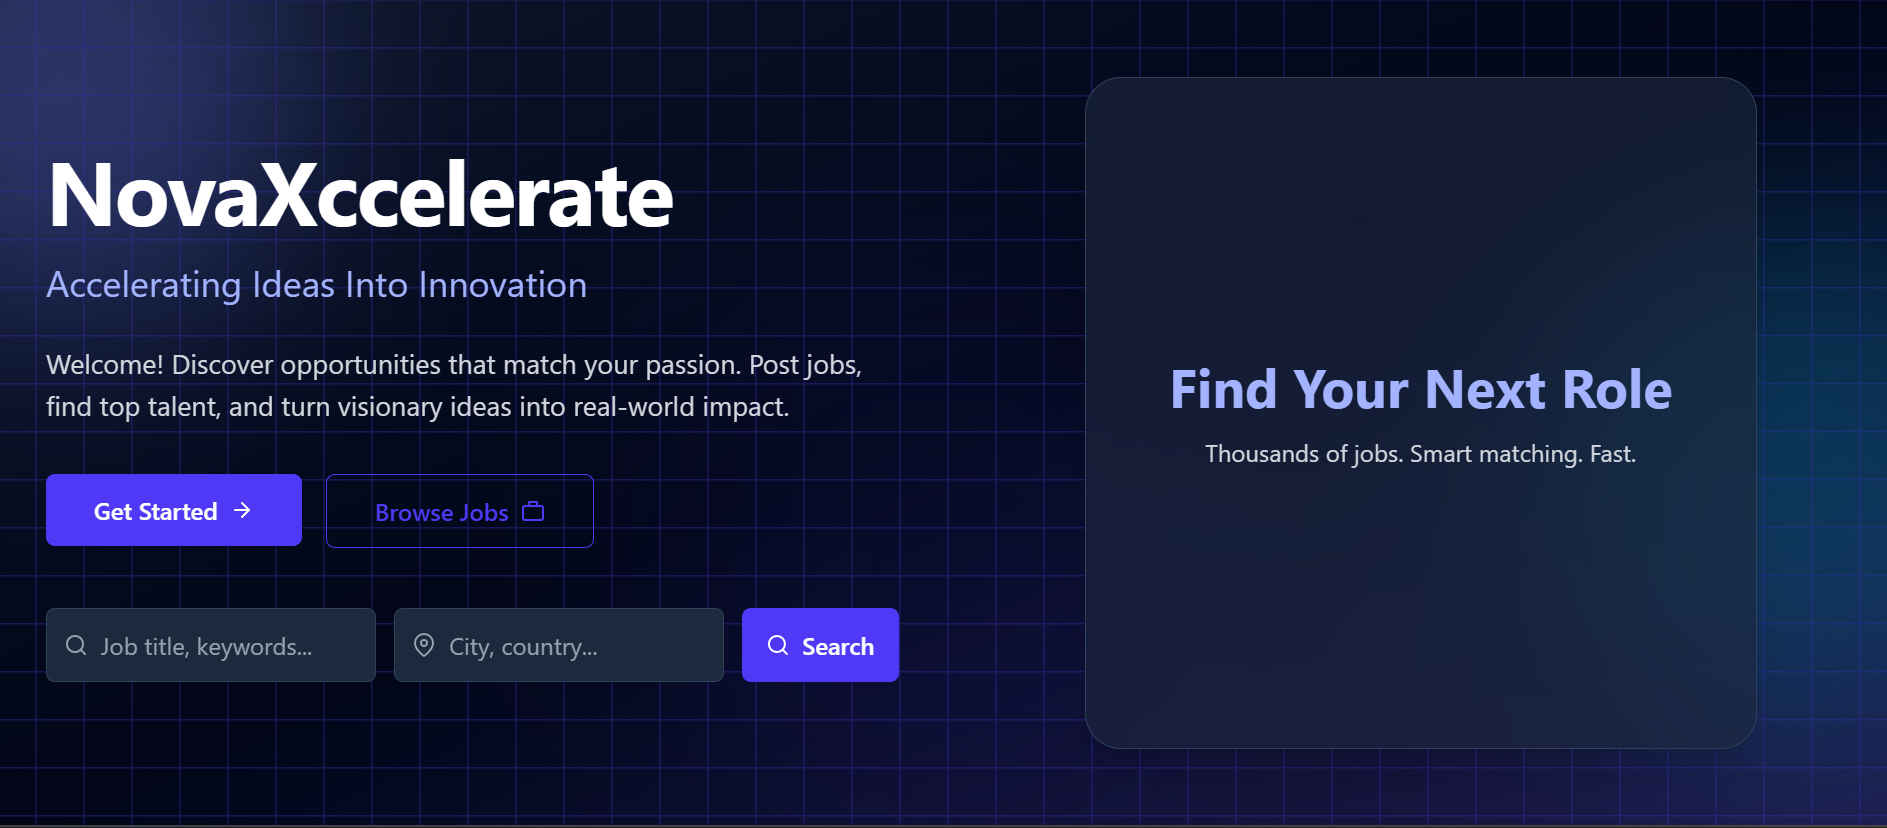 NovaXccelerate
Accelerating Ideas Into Innovation
Welcome! Discover opportunities that match your passion. Post jobs,
find top talent, and turn visionary ideas into real-world impact.
Get Started
Browse Jobs
Job title, keywords...
City, country...
Search
Find Your Next Role
Thousands of jobs. Smart matching. Fast.